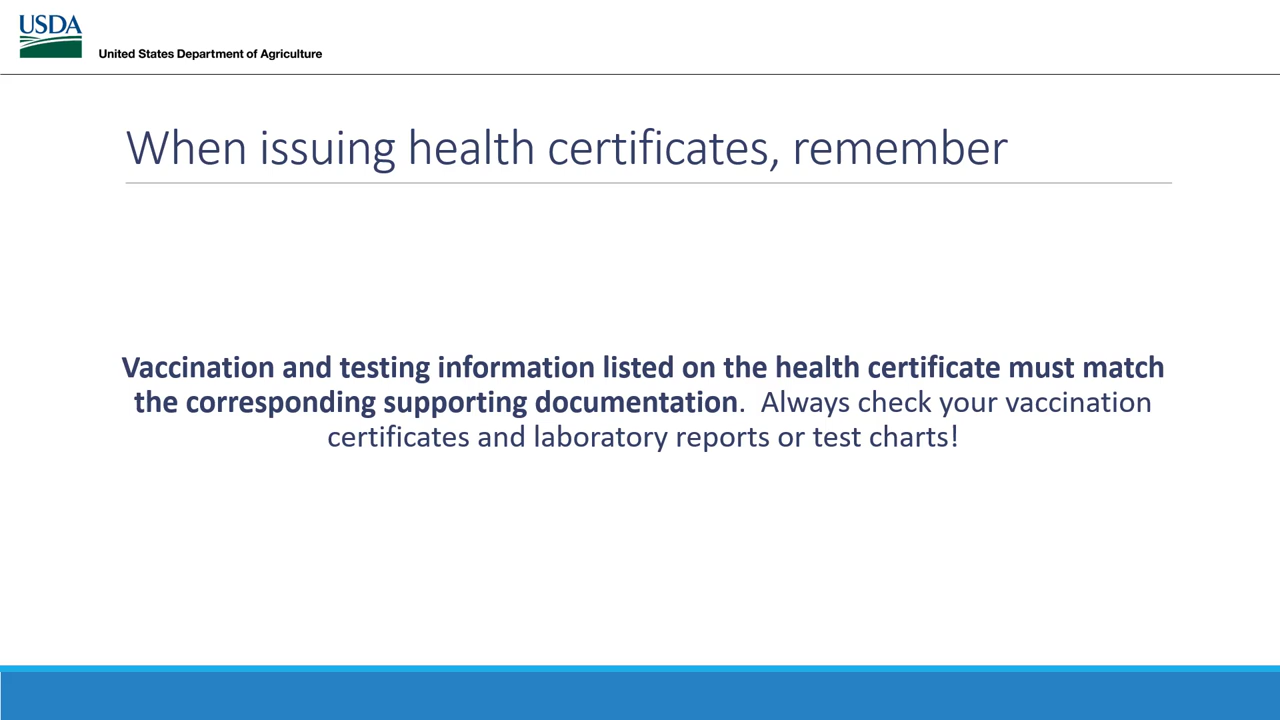 USDA
United States Department of Agriculture
When issuing health certificates, remember
Vaccination and testing information listed on the health certificate must match
the corresponding supporting documentation.  Always check your vaccination
certificates and laboratory reports or test charts!